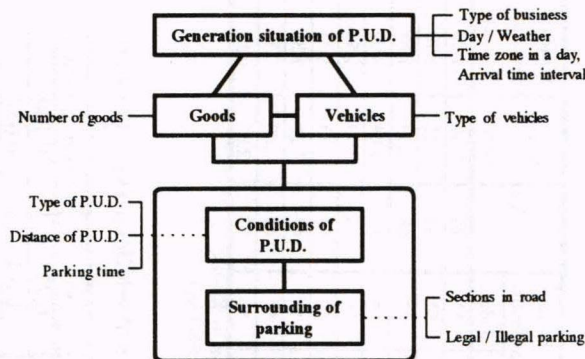 Generation situation of P.U.D.
Type of business
Day / Weather
Time zone in a day,
Arrival time interval
Number of goods
Goods
Vehicles
Type of vehicles
Type of P.U.D.
Distance of P.U.D.
Parking time
Conditions of
P.U.D.
Surrounding of
parking
Sections in road
Legal / Illegal parking